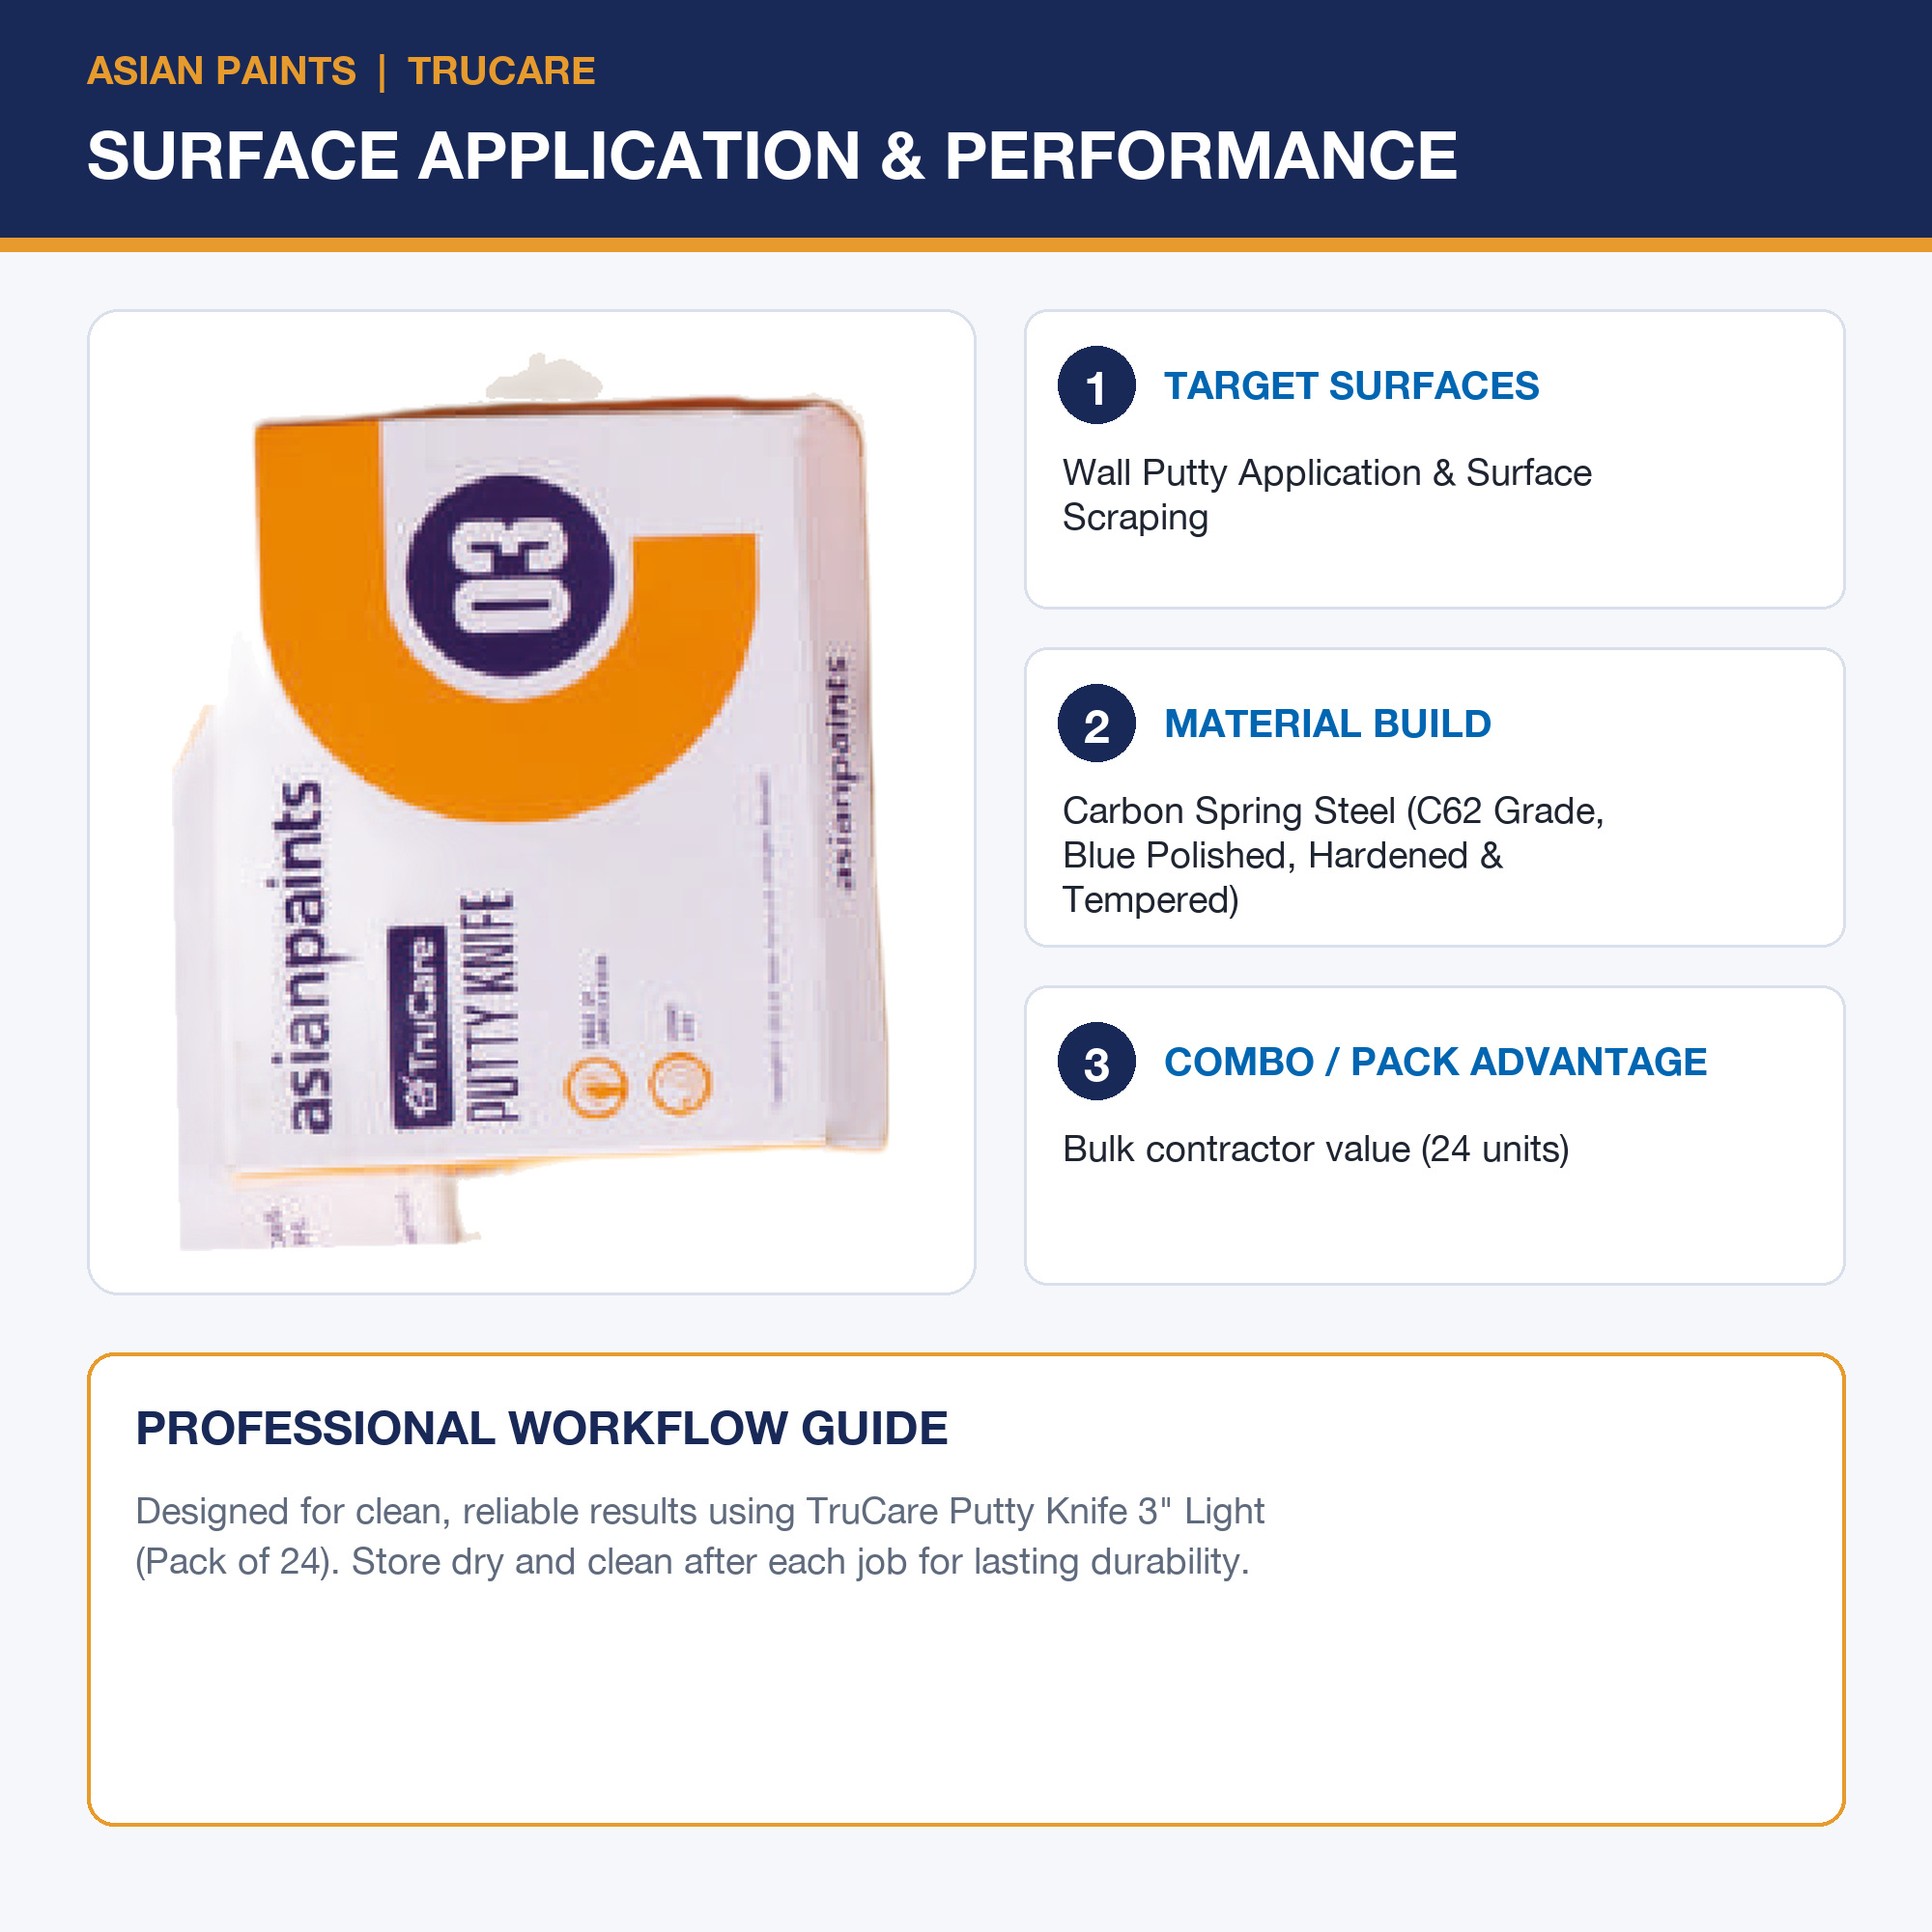 ASIAN PAINTS | TRUCARE
SURFACE APPLICATION & PERFORMANCE
03
asianpaints
TruCare
PUTTY KNIFE
asianpaints
1 TARGET SURFACES
Wall Putty Application & Surface
Scraping
2 MATERIAL BUILD
Carbon Spring Steel (C62 Grade,
Blue Polished, Hardened &
Tempered)
3 COMBO / PACK ADVANTAGE
Bulk contractor value (24 units)
PROFESSIONAL WORKFLOW GUIDE
Designed for clean, reliable results using TruCare Putty Knife 3" Light
(Pack of 24). Store dry and clean after each job for lasting durability.